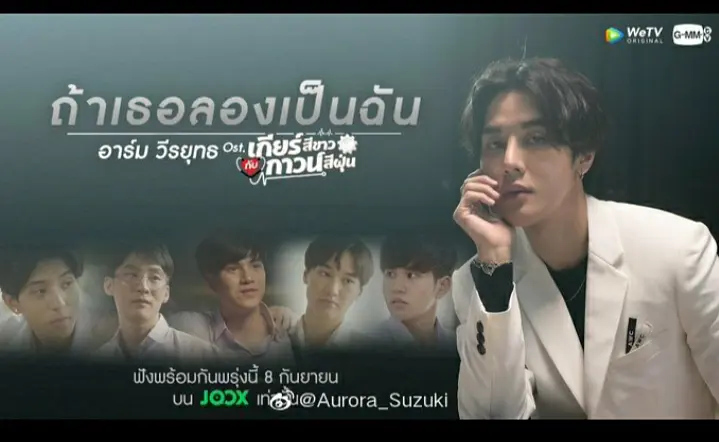 WeTV
ORIGINAL
G-MM TV
ถ้าเธอลองเป็นฉัน
อาร์ม วีรยุทธ Ost. เกียร์สีขาว
กับ กาวน์สีฝุ่น
ฟังพร้อมกันพรุ่งนี้ 8 กันยายน
บน JOOX
@Aurora_Suzuki